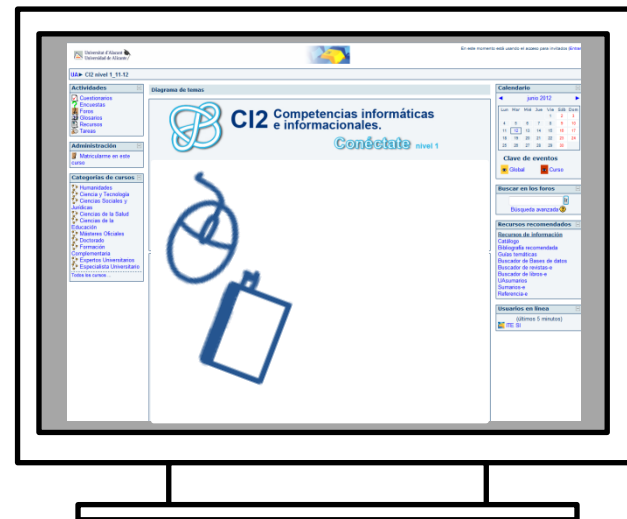 Universitat d'Alacant
Universidad de Alicante
En este momento está usando el acceso para invitados (Entrar)
UA► CI2 nivel 1_11-12
Actividades
Cuestionarios
Encuestas
Foros
Glosarios
Recursos
Tareas
Administración
Matricularme en este
curso
Categorías de cursos
Humanidades
Ciencia y Tecnología
Ciencias Sociales y
Jurídicas
Ciencias de la Salud
Ciencias de la
Educación
Másteres Oficiales
Doctorado
Formación
Complementaria
Expertos Universitarios
Especialista Universitario
Todos los cursos...
Diagrama de temas
CI2 Competencias informáticas
e informacionales.
Conéctate nivel 1
Calendario
◄ junio 2012 ►
Lun Mar Mié Jue Vie Sáb Dom
1 2 3
4 5 6 7 8 9 10
11 12 13 14 15 16 17
18 19 20 21 22 23 24
25 26 27 28 29 30
Clave de eventos
Global Curso
Buscar en los foros
Búsqueda avanzada
Recursos recomendados
Recursos de información
Catálogo
Bibliografía recomendada
Guías temáticas
Buscador de Bases de datos
Buscador de revistas-e
Buscador de libros-e
UAsumarios
Sumarios-e
Referencia-e
Usuarios en línea
(últimos 5 minutos)